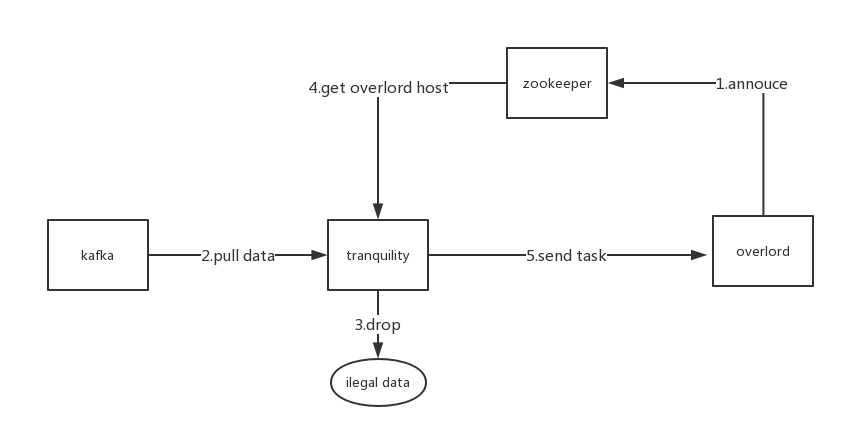 zookeeper
1.annouce
4.get overlord host
kafka
2.pull data
tranquility
5.send task
overlord
3.drop
ilegal data